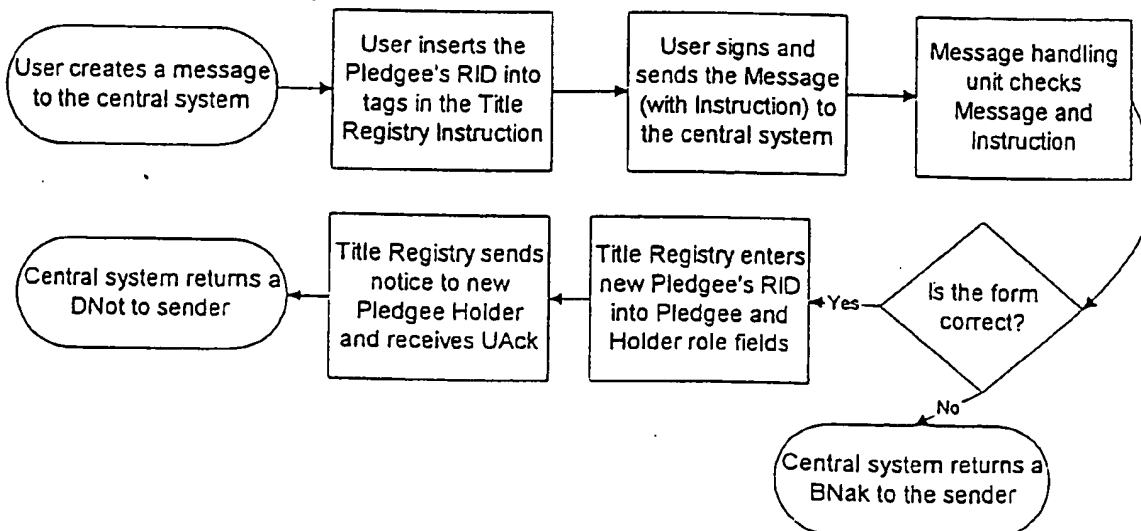 User creates a message
to the central system
User inserts the
Pledgee's RID into
tags in the Title
Registry Instruction
User signs and
sends the Message
(with Instruction) to
the central system
Message handling
unit checks
Message and
Instruction
Is the form
correct?
Yes
Title Registry enters
new Pledgee's RID
into Pledgee and
Holder role fields
Title Registry sends
notice to new
Pledgee Holder
and receives UAck
Central system returns a
DNot to sender
No
Central system returns a
BNak to the sender